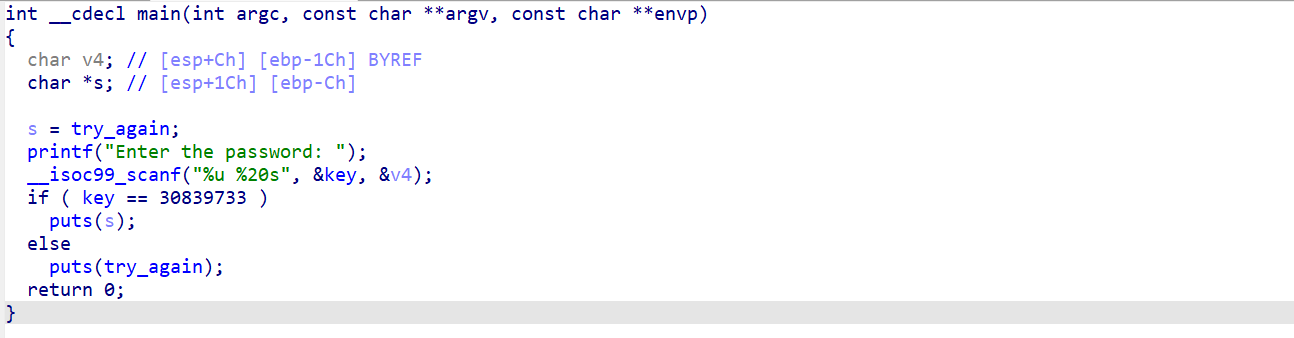 int __cdecl main(int argc, const char **argv, const char **envp)
{
  char v4; // [esp+Ch] [ebp-1Ch] BYREF
  char *s; // [esp+1Ch] [ebp-Ch]

  s = try_again;
  printf("Enter the password: ");
  __isoc99_scanf("%u %20s", &key, &v4);
  if ( key == 30839733 )
    puts(s);
  else
    puts(try_again);
  return 0;
}